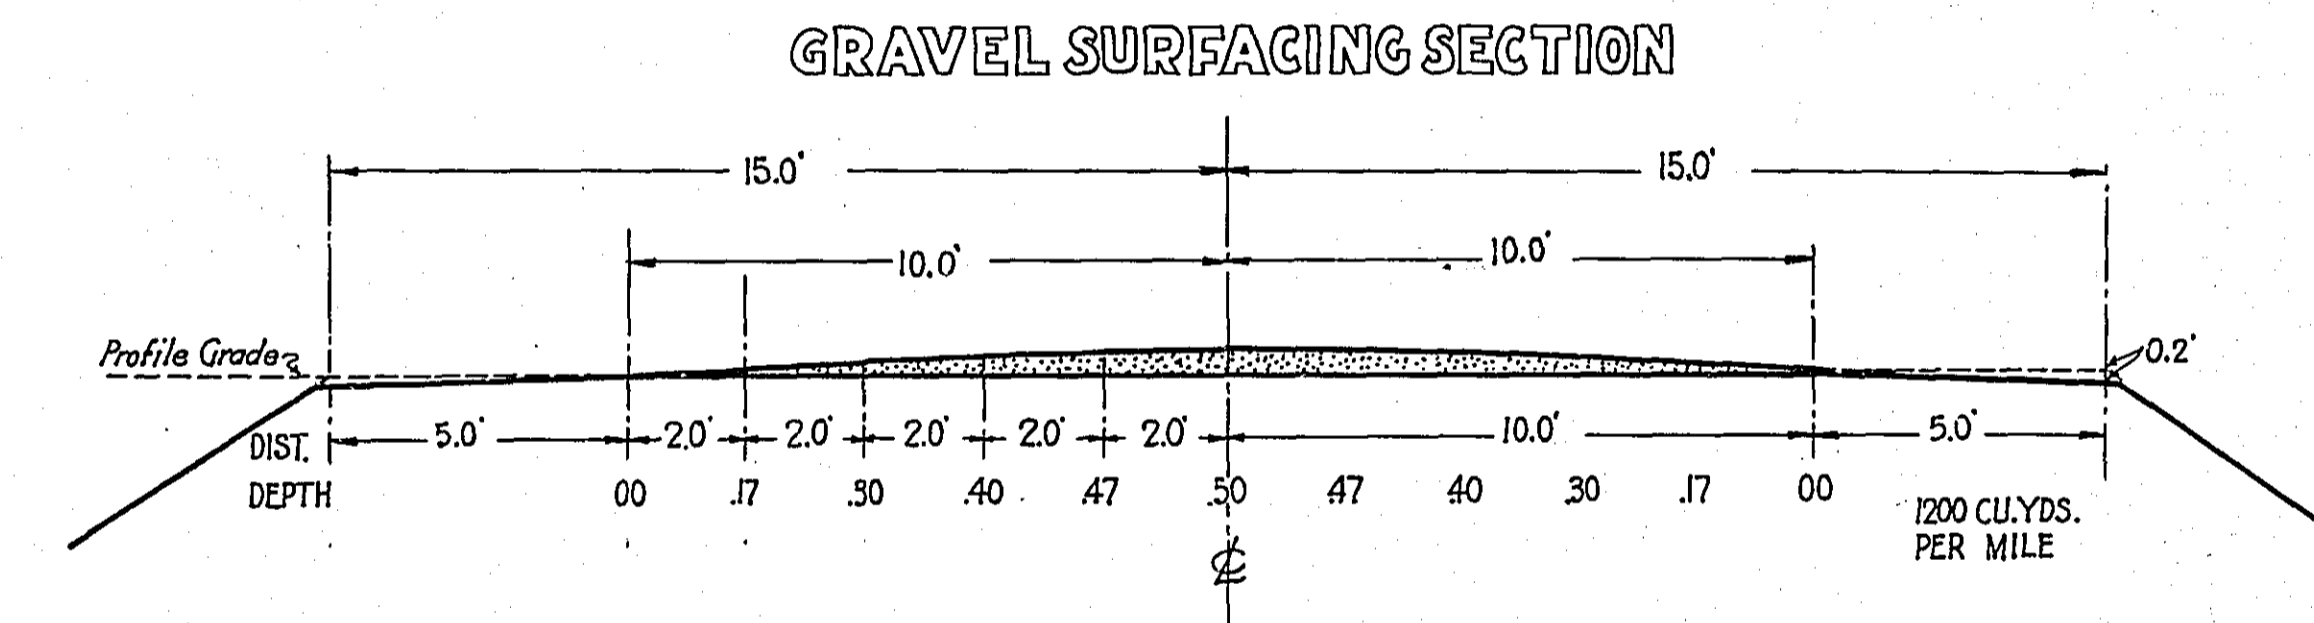 GRAVEL SURFACING SECTION
15.0' 15.0'
10.0' 10.0'
Profile Grade 0.2'
DIST. 5.0' 2.0' 2.0' 2.0' 2.0' 2.0' 10.0' 5.0'
DEPTH 00 .17 .30 .40 .47 .50 .47 .40 .30 .17 00
1200 CU.YDS.
PER MILE
℄